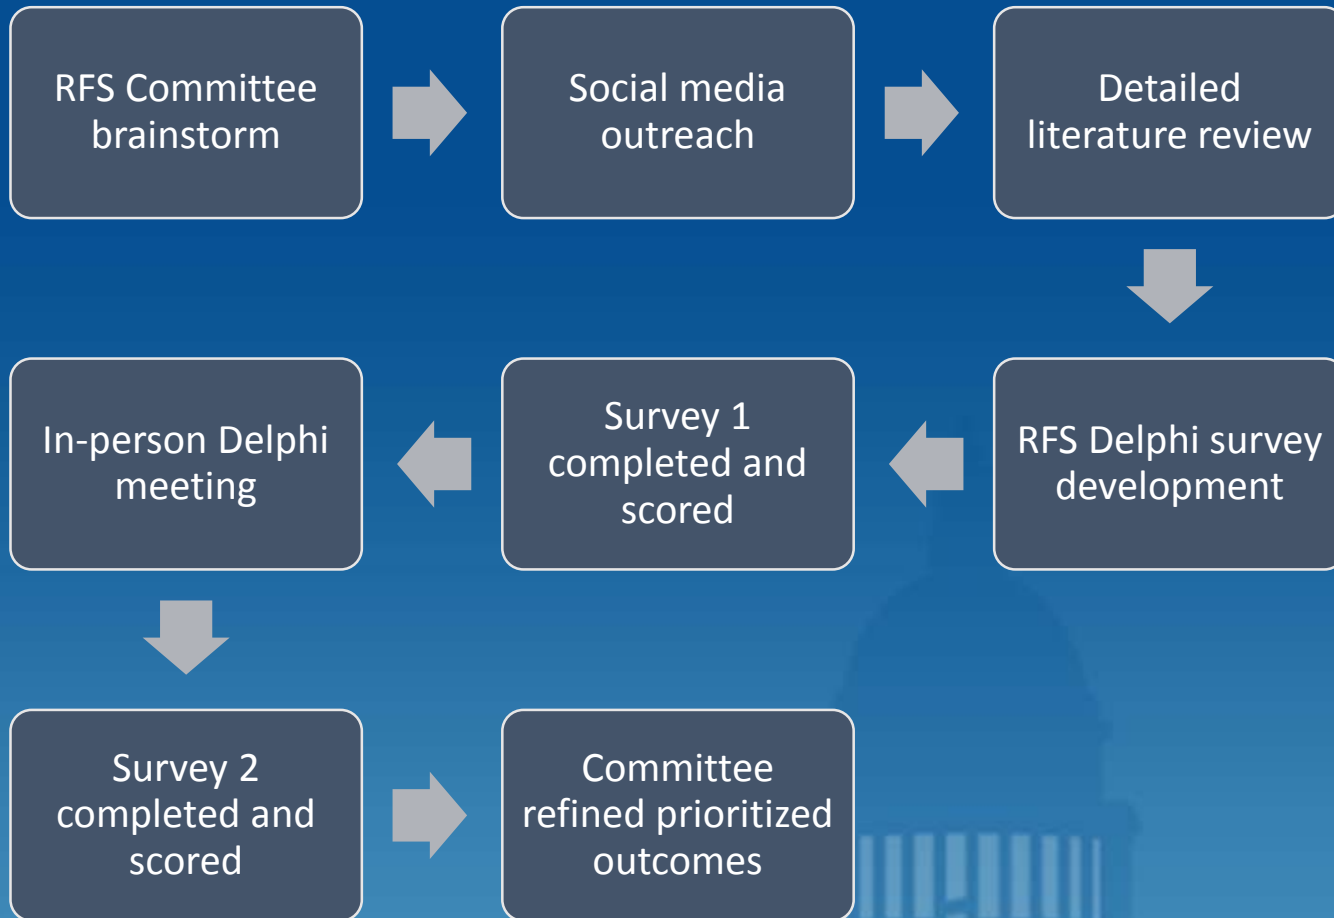 RFS Committee
brainstorm
Social media
outreach
Detailed
literature review
RFS Delphi survey
development
Survey 1
completed and
scored
In-person Delphi
meeting
Survey 2
completed and
scored
Committee
refined prioritized
outcomes